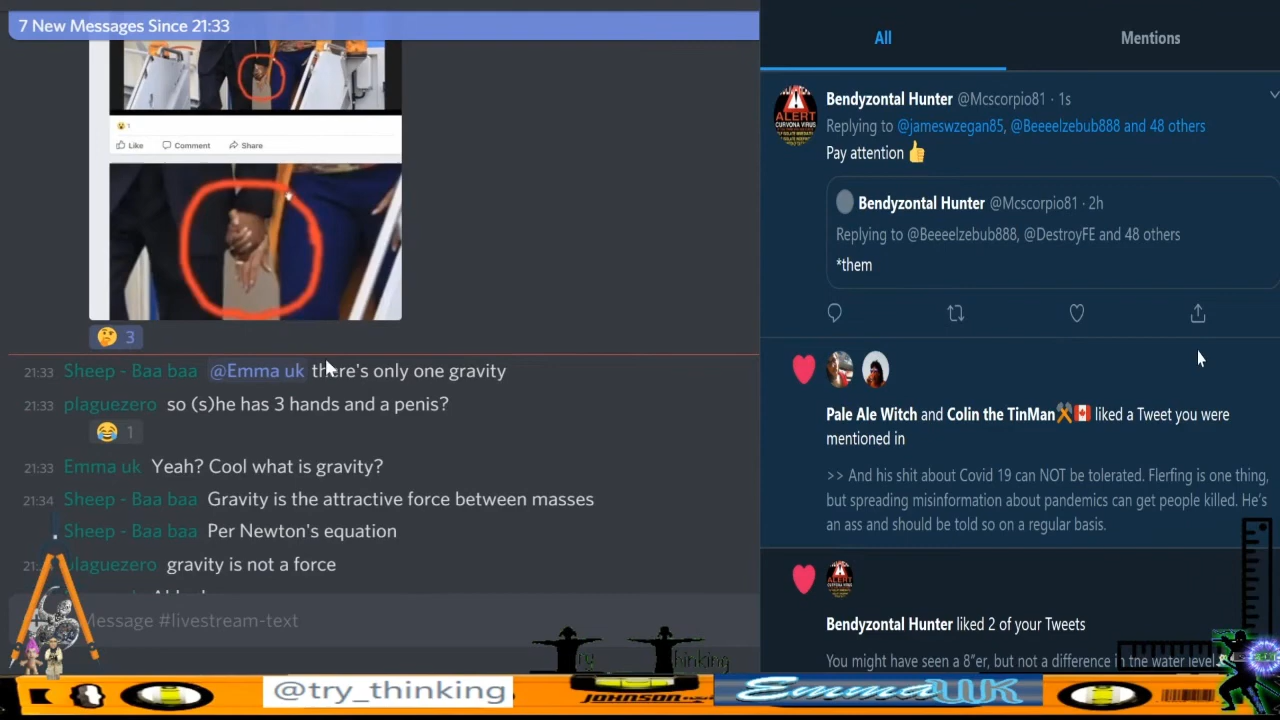 7 New Messages Since 21:33
1
Like Comment Share
3
21:33 Sheep - Baa baa @Emma uk there's only one gravity
21:33 plaguezero so (s)he has 3 hands and a penis?
1
21:33 Emma uk Yeah? Cool what is gravity?
21:34 Sheep - Baa baa Gravity is the attractive force between masses
Sheep - Baa baa Per Newton's equation
plaguezero gravity is not a force
Message #livestream-text
All Mentions
ALERT
Bendyzontal Hunter @Mcscorpio81 · 1s
Replying to @jameswzegan85, @Beeeelzebub888 and 48 others
Pay attention 👍
Bendyzontal Hunter @Mcscorpio81 · 2h
Replying to @Beeeelzebub888, @DestroyFE and 48 others
*them
Pale Ale Witch and Colin the TinMan⚒🇨🇦 liked a Tweet you were
mentioned in
>> And his shit about Covid 19 can NOT be tolerated. Flerfing is one thing,
but spreading misinformation about pandemics can get people killed. He's
an ass and should be told so on a regular basis.
Bendyzontal Hunter liked 2 of your Tweets
You might have seen a 8”er, but not a difference in the water level
Try Thinking
@try_thinking
JOHNSON
EmmaUK